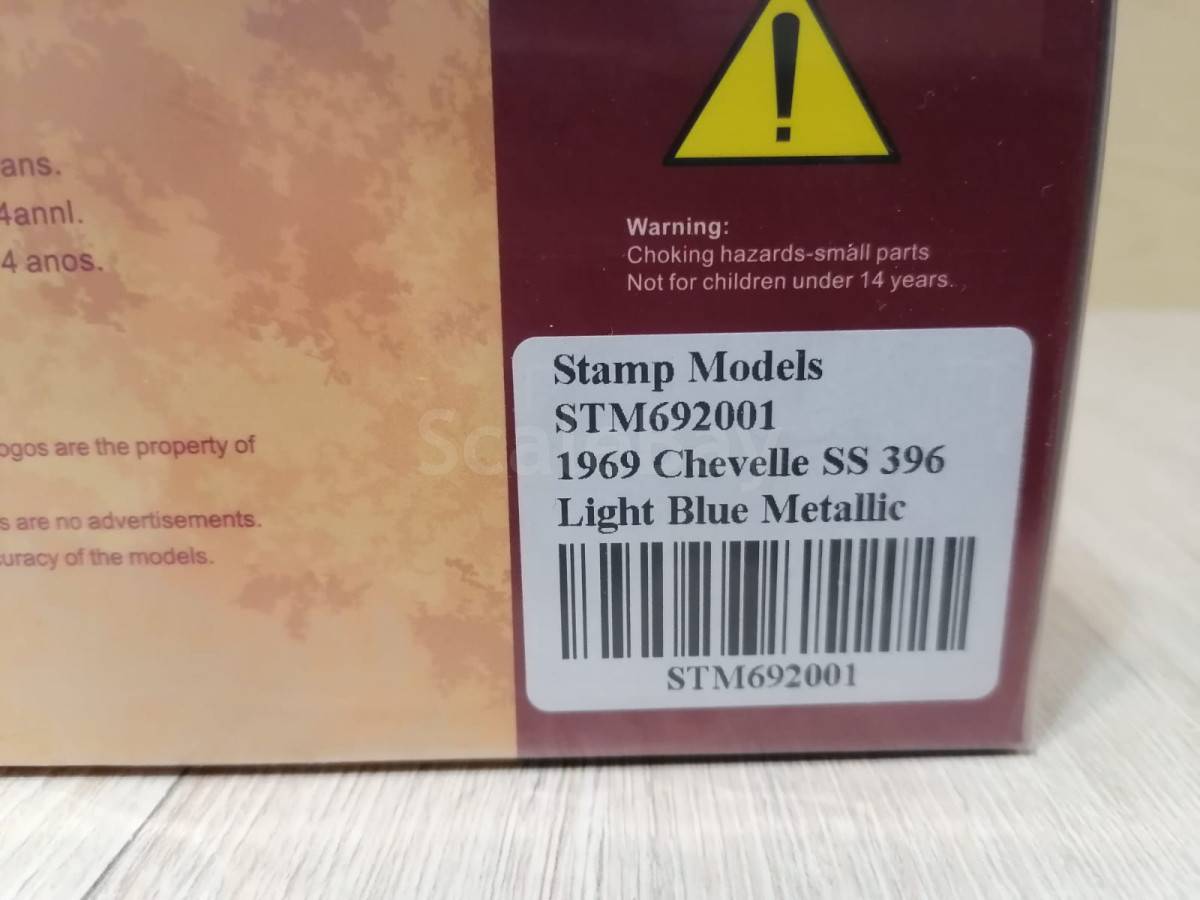 ans.
4annl.
4 anos.
ogos are the property of
s are no advertisements.
uracy of the models.
!
Warning:
Choking hazards-small parts
Not for children under 14 years.
Stamp Models
STM692001
1969 Chevelle SS 396
Light Blue Metallic
STM692001